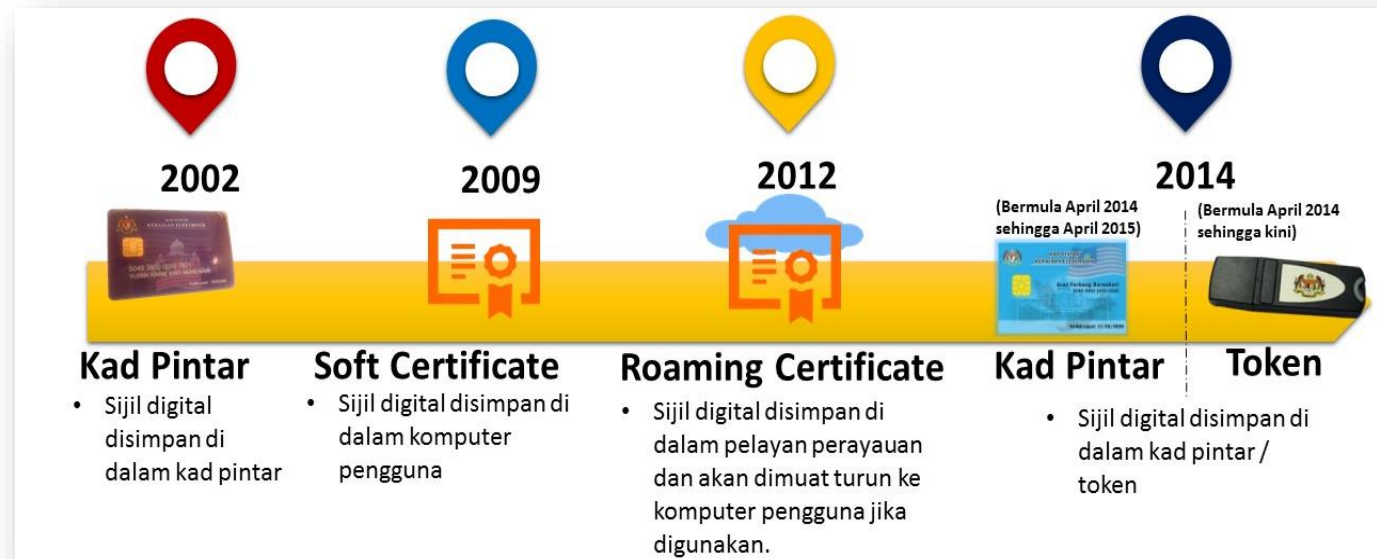 2002
2009
2012
2014
(Bermula April 2014
sehingga April 2015)
(Bermula April 2014
sehingga kini)
KERAJAAN ELEKTRONIK
Kad Pintar
• Sijil digital
disimpan di
dalam kad pintar
Soft Certificate
• Sijil digital disimpan di
dalam komputer
pengguna
Roaming Certificate
• Sijil digital disimpan di
dalam pelayan perayauan
dan akan dimuat turun ke
komputer pengguna jika
digunakan.
Kad Pintar
Token
• Sijil digital disimpan di
dalam kad pintar /
token